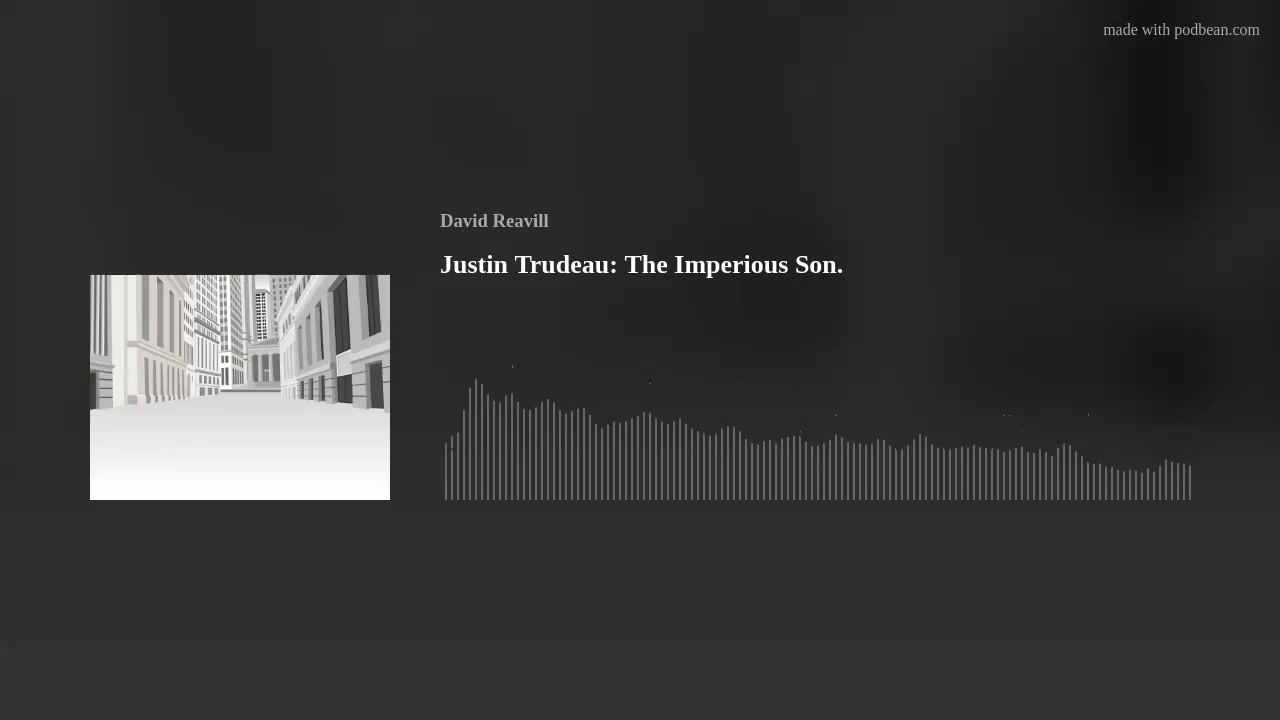 made with podbean.com
David Reavill
Justin Trudeau: The Imperious Son.